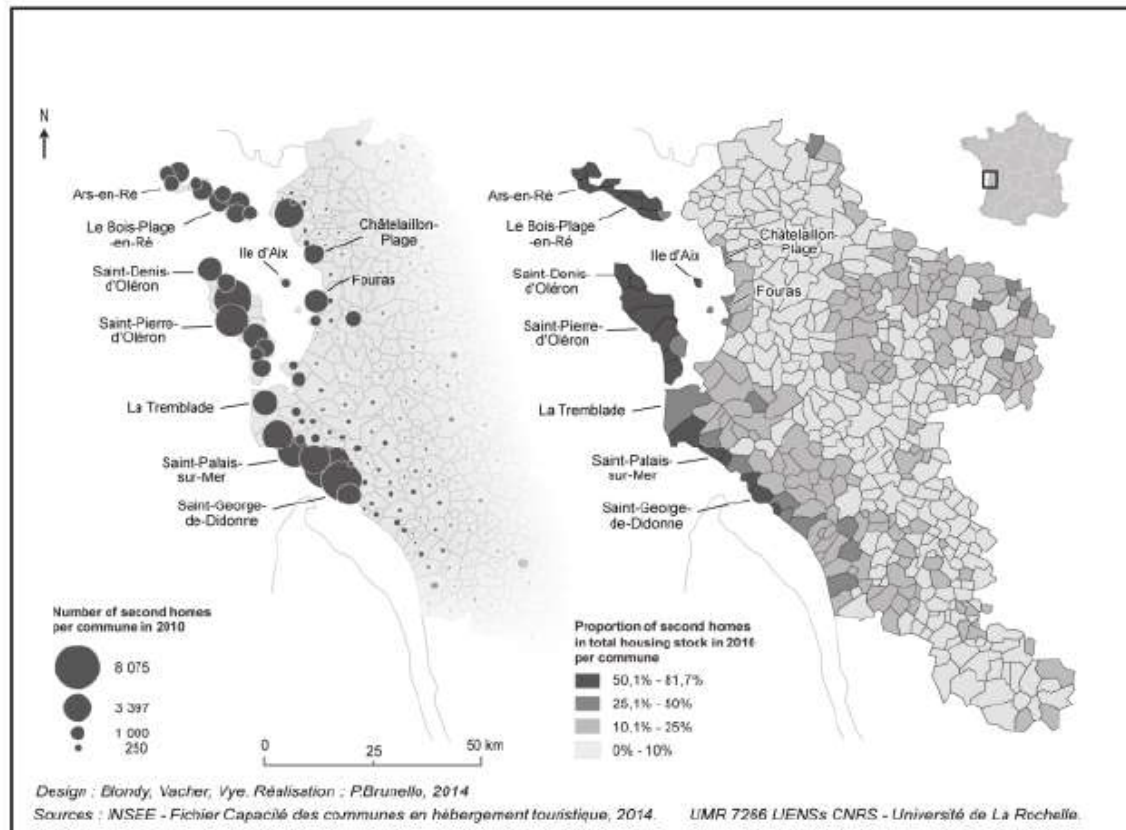 N
Ars-en-Ré
Le Bois-Plage
-en-Ré
Ile d'Aix
Châtelaillon-
Plage
Saint-Denis-
d'Oléron
Fouras
Saint-Pierre-
d'Oléron
La Tremblade
Saint-Palais-
sur-Mer
Saint-George-
de-Didonne
Number of second homes
per commune in 2010
8 075
3 397
1 000
250
0
25
50 km
Ars-en-Ré
Le Bois-Plage
-en-Ré
Ile d'Aix
Châtelaillon-
Plage
Saint-Denis-
d'Oléron
Fouras
Saint-Pierre-
d'Oléron
La Tremblade
Saint-Palais-
sur-Mer
Saint-George-
de-Didonne
Proportion of second homes
in total housing stock in 2010
per commune
50,1% - 81,7%
25,1% - 50%
10,1% - 25%
0% - 10%
Design : Blondy, Vacher, Vye. Réalisation : P.Brunello, 2014
Sources : INSEE - Fichier Capacité des communes en hébergement touristique, 2014. UMR 7266 LIENSs CNRS - Université de La Rochelle.